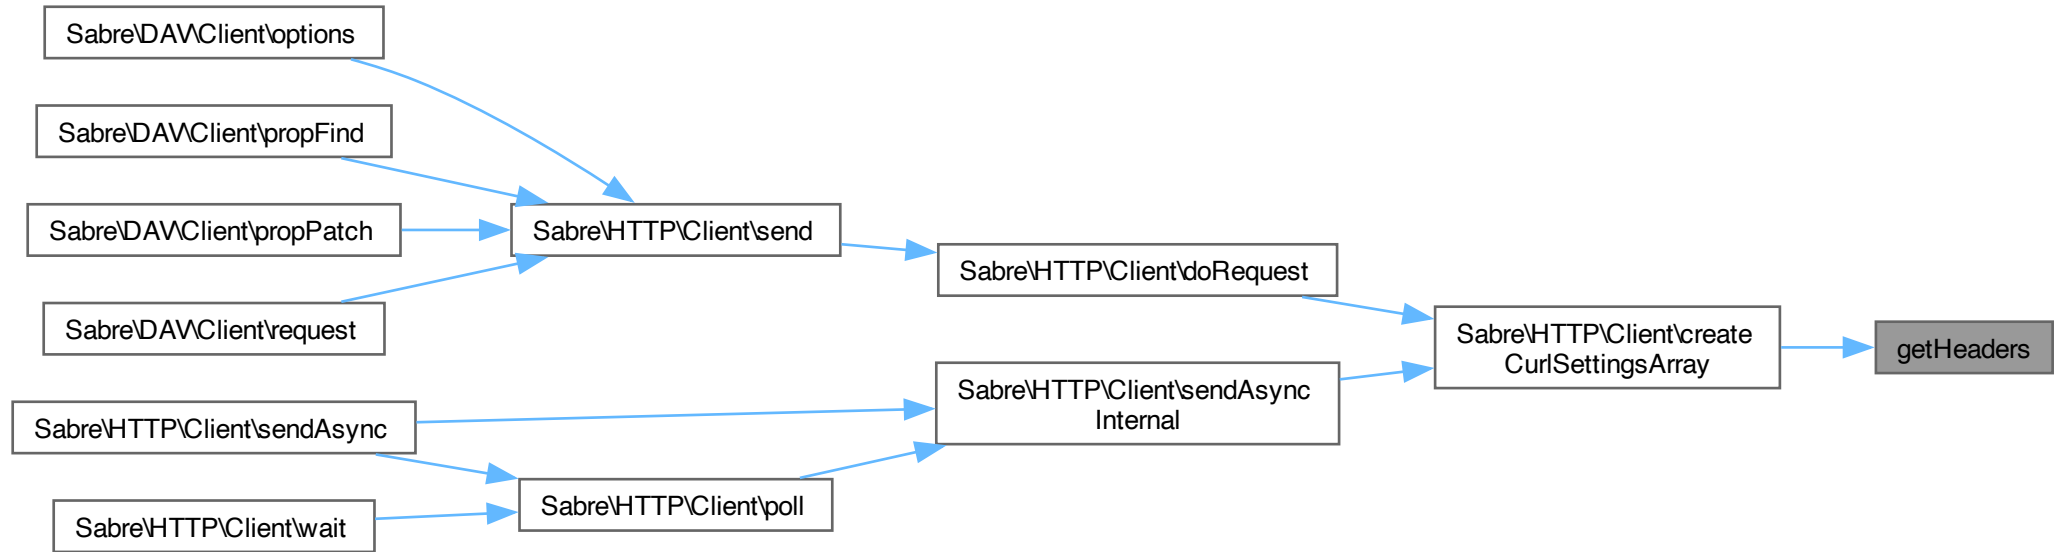 Sabre\DAV\Client\options
Sabre\DAV\Client\propFind
Sabre\DAV\Client\propPatch
Sabre\DAV\Client\request
Sabre\HTTP\Client\sendAsync
Sabre\HTTP\Client\wait
Sabre\HTTP\Client\send
Sabre\HTTP\Client\poll
Sabre\HTTP\Client\doRequest
Sabre\HTTP\Client\sendAsync
Internal
Sabre\HTTP\Client\create
CurlSettingsArray
getHeaders